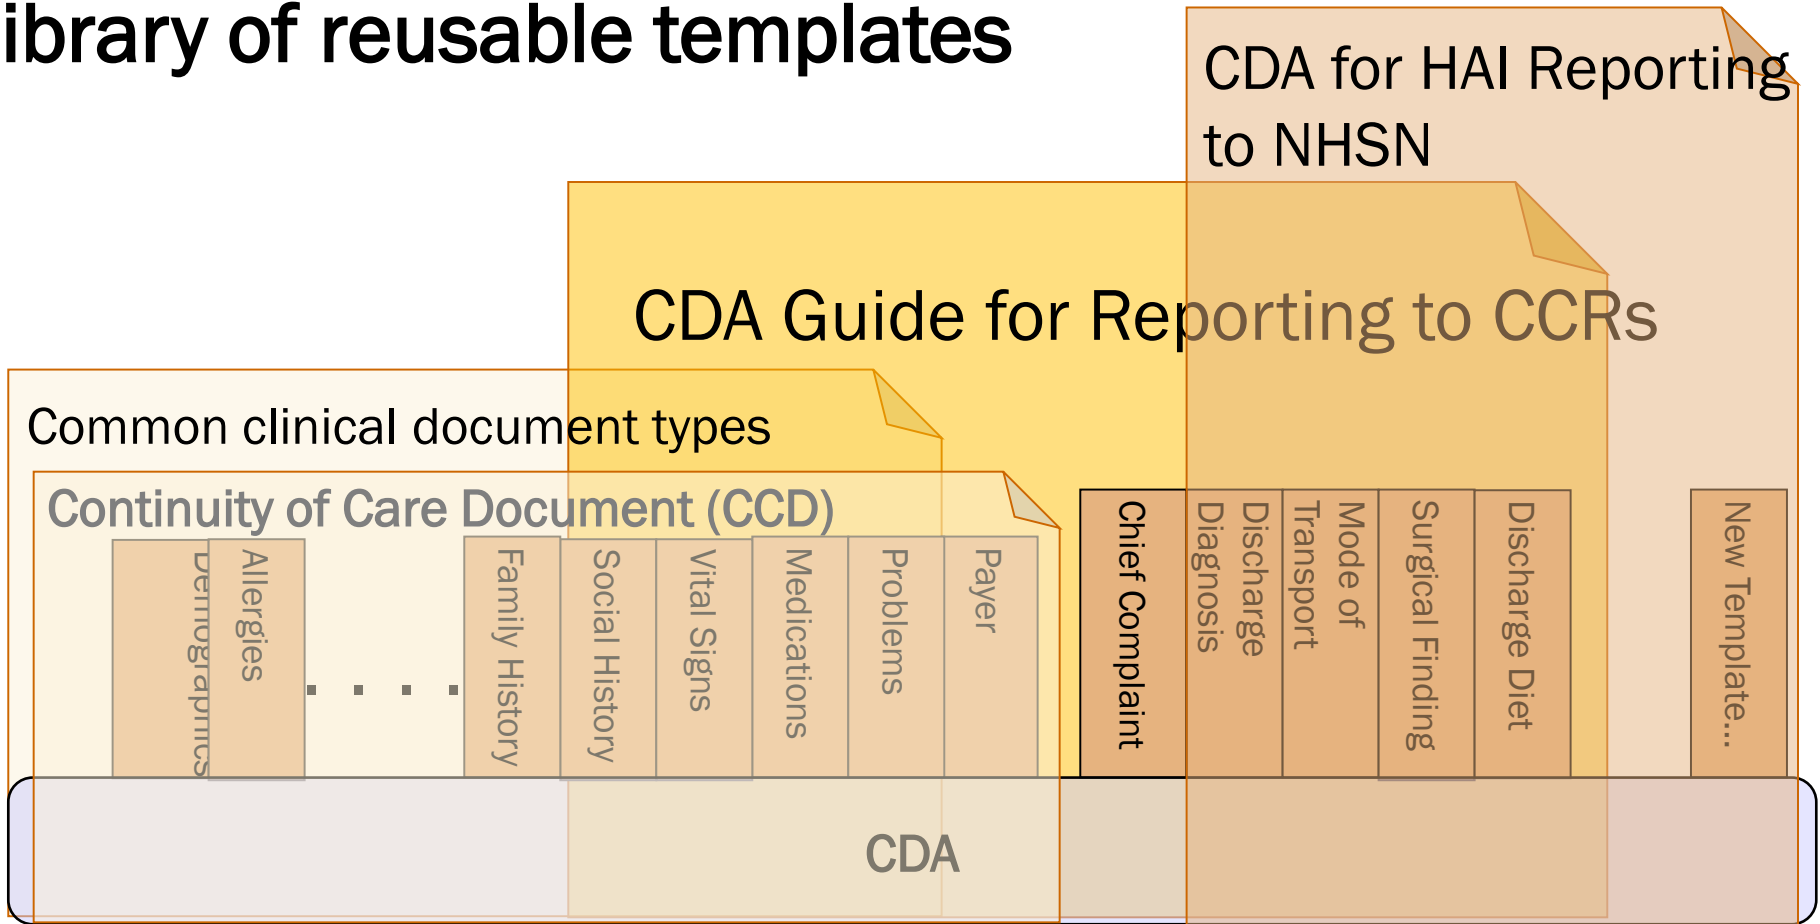 ibrary of reusable templates
CDA for HAI Reporting
to NHSN
CDA Guide for Reporting to CCRs
Common clinical document types
Continuity of Care Document (CCD)
Demographics
Allergies
. . . .
Family History
Social History
Vital Signs
Medications
Problems
Payer
Chief Complaint
Discharge
Diagnosis
Mode of
Transport
Surgical Finding
Discharge Diet
New Template...
CDA